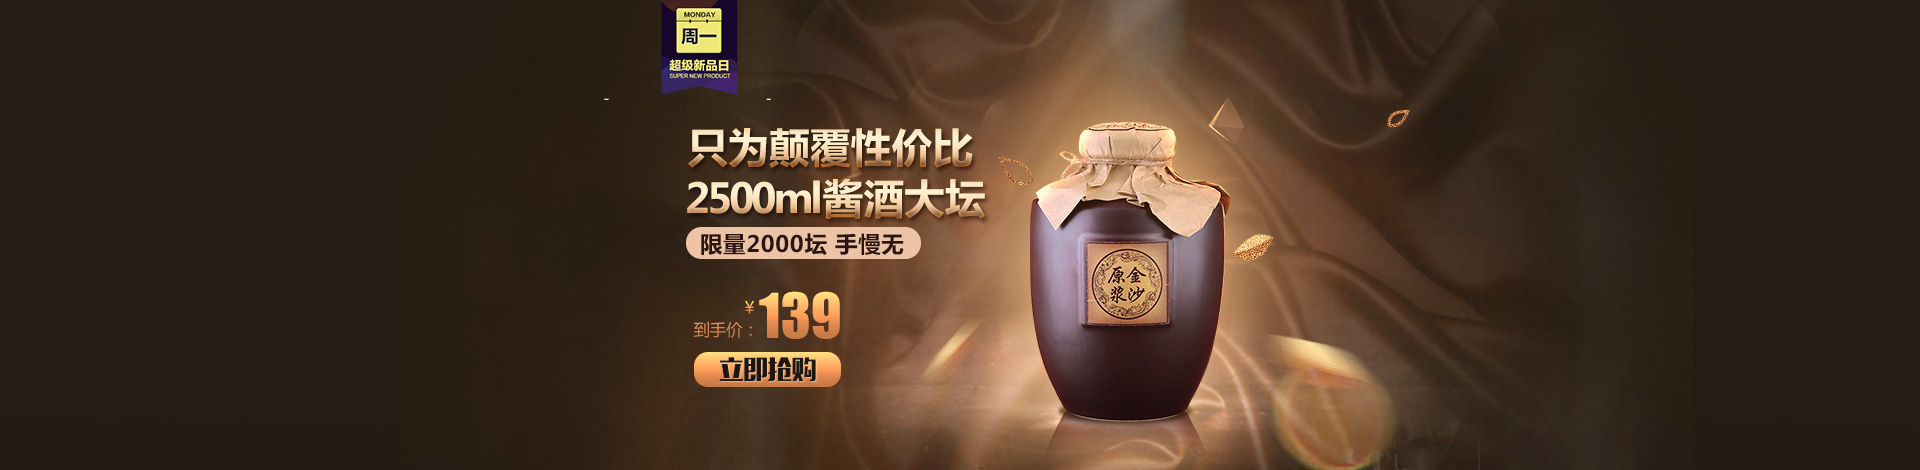 MONDAY
周一
超级新品日
SUPER NEW PRODUCT
只为颠覆性价比
2500ml酱酒大坛
限量2000坛 手慢无
到手价：¥139
立即抢购
金沙
原浆